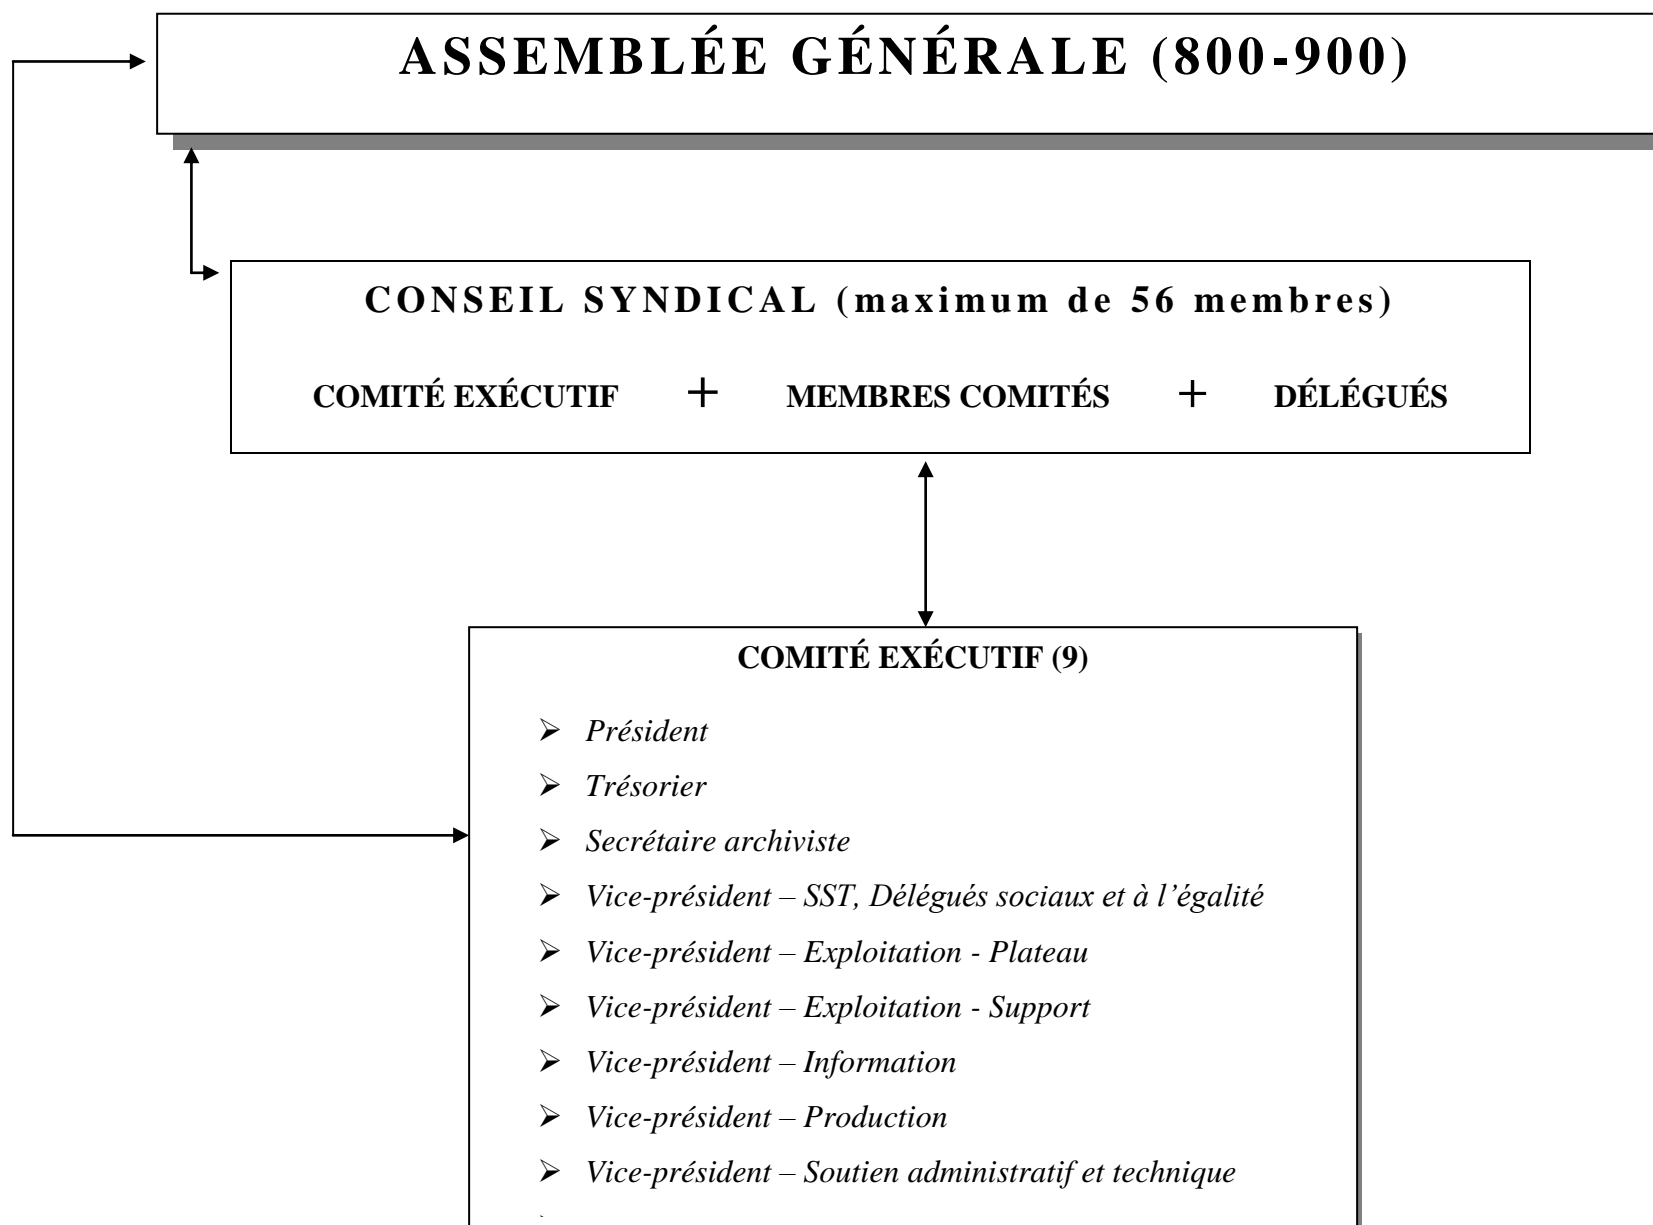 ASSEMBLÉE GÉNÉRALE (800-900)
CONSEIL SYNDICAL (maximum de 56 membres)
COMITÉ EXÉCUTIF + MEMBRES COMITÉS + DÉLÉGUÉS
COMITÉ EXÉCUTIF (9)
➢ Président
➢ Trésorier
➢ Secrétaire archiviste
➢ Vice-président – SST, Délégués sociaux et à l’égalité
➢ Vice-président – Exploitation - Plateau
➢ Vice-président – Exploitation - Support
➢ Vice-président – Information
➢ Vice-président – Production
➢ Vice-président – Soutien administratif et technique